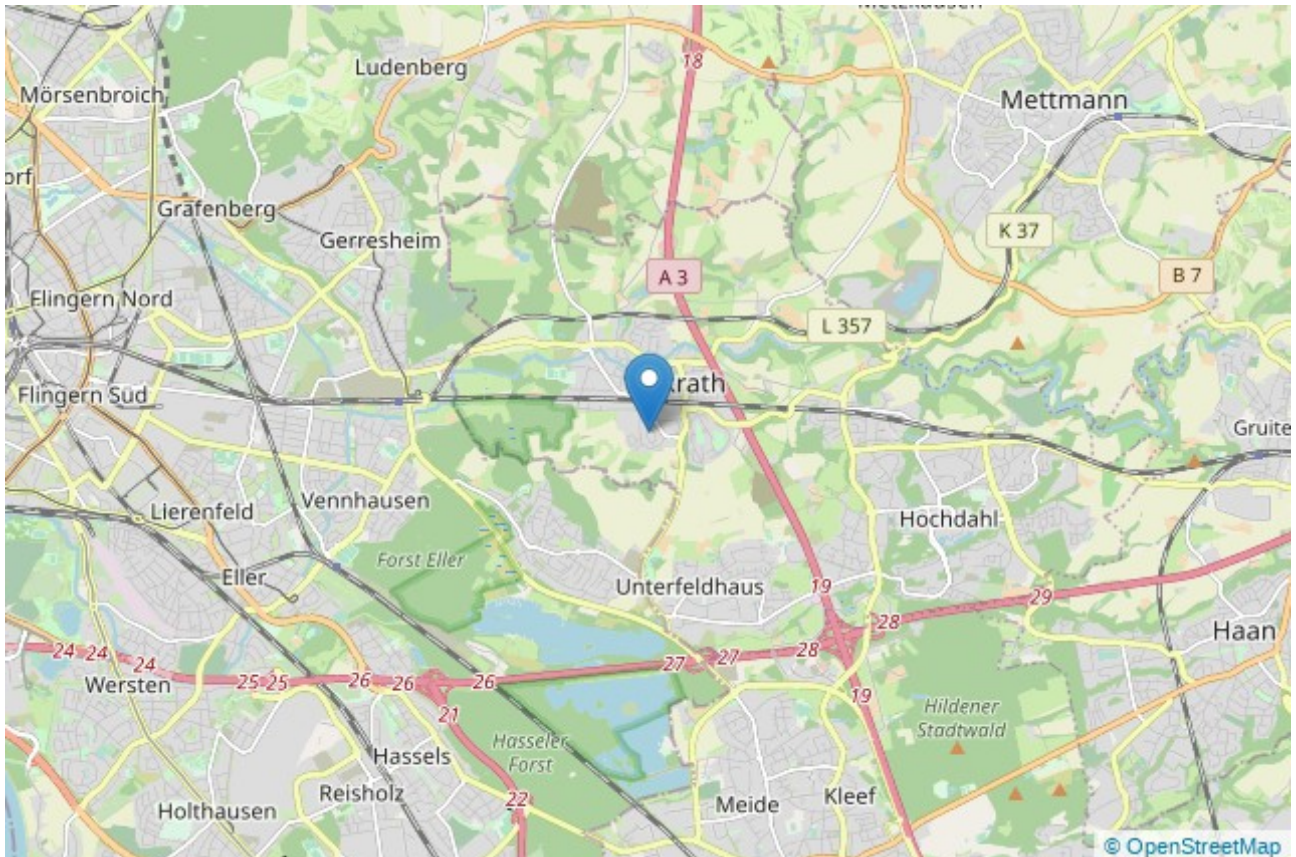 18
Ludenberg
Mörsenbroich
Mettmann
Grafenberg
Gerresheim
K 37
A 3
B 7
Flingern Nord
L 357
Flingern Süd
Gruite
Vennhausen
Lierenfeld
Hochdahl
Forst Eller
Eller
Unterfeldhaus
19
29
28
Haan
24
24
24
28
27
27
Wersten
25
25
26
26
26
19
21
Hildener
Stadtwald
Hasseler
Forst
Hassels
Reisholz
Meide
Kleef
22
Holthausen
© OpenStreetMap